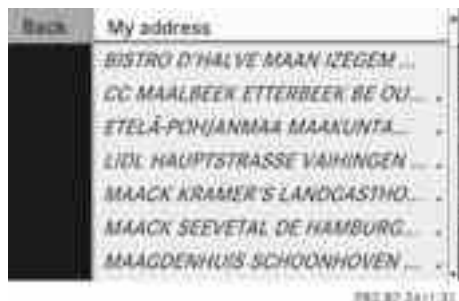 Back
My address
BISTRO D'HALVE MAAN IZEGEM ...
CC MAALBEEK ETTERBEEK BE OU... .
ETELÄ-POHJANMAA MAAKUNTA... .
LIDL HAUPTSTRASSE VAIHINGEN ... .
MAACK KRAMER'S LANDGASTHO... .
MAACK SEEVETAL DE HAMBURG... .
MAAGDENHUIS SCHOONHOVEN ... .